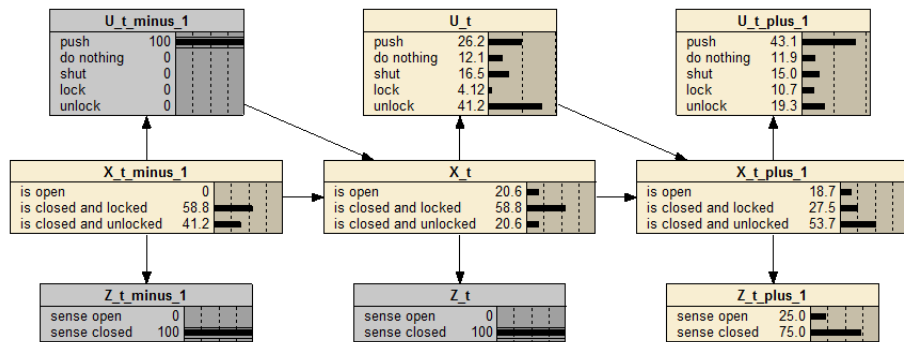 U_t_minus_1
push 100
do nothing 0
shut 0
lock 0
unlock 0
U_t
push 26.2
do nothing 12.1
shut 16.5
lock 4.12
unlock 41.2
U_t_plus_1
push 43.1
do nothing 11.9
shut 15.0
lock 10.7
unlock 19.3
X_t_minus_1
is open 0
is closed and locked 58.8
is closed and unlocked 41.2
X_t
is open 20.6
is closed and locked 58.8
is closed and unlocked 20.6
X_t_plus_1
is open 18.7
is closed and locked 27.5
is closed and unlocked 53.7
Z_t_minus_1
sense open 0
sense closed 100
Z_t
sense open 0
sense closed 100
Z_t_plus_1
sense open 25.0
sense closed 75.0